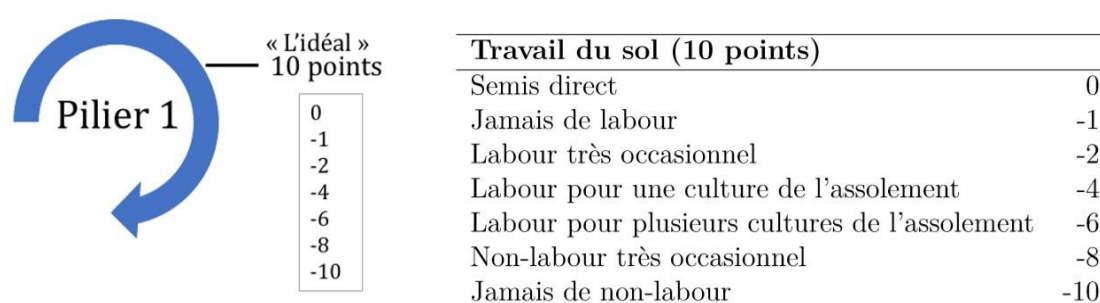 Pilier 1
« L’idéal »
10 points
0
-1
-2
-4
-6
-8
-10
Travail du sol (10 points)
Semis direct 0
Jamais de labour -1
Labour très occasionnel -2
Labour pour une culture de l’assolement -4
Labour pour plusieurs cultures de l’assolement -6
Non-labour très occasionnel -8
Jamais de non-labour -10